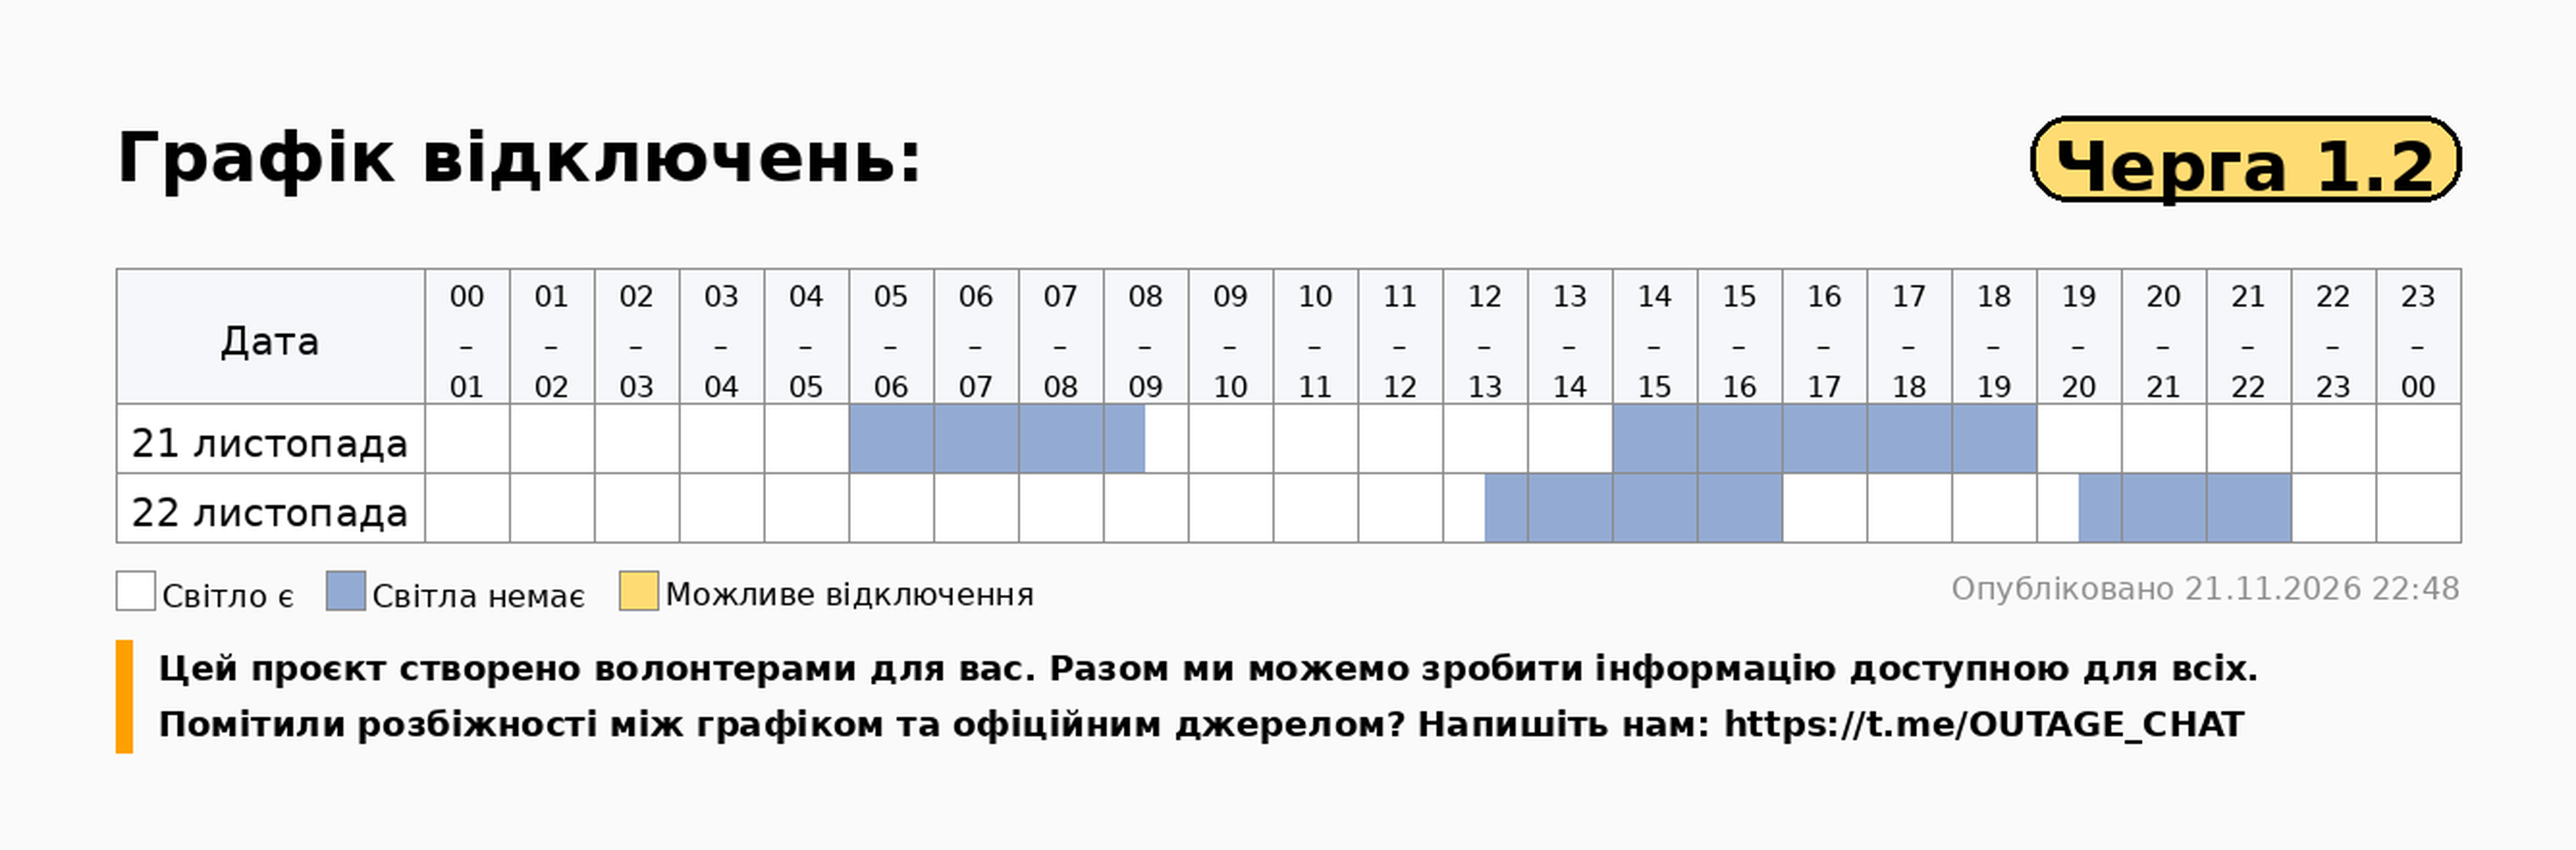 Графік відключень:
Черга 1.2
Дата
00 – 01
01 – 02
02 – 03
03 – 04
04 – 05
05 – 06
06 – 07
07 – 08
08 – 09
09 – 10
10 – 11
11 – 12
12 – 13
13 – 14
14 – 15
15 – 16
16 – 17
17 – 18
18 – 19
19 – 20
20 – 21
21 – 22
22 – 23
23 – 00
21 листопада
22 листопада
Світло є
Світла немає
Можливе відключення
Опубліковано 21.11.2026 22:48
Цей проєкт створено волонтерами для вас. Разом ми можемо зробити інформацію доступною для всіх.
Помітили розбіжності між графіком та офіційним джерелом? Напишіть нам: https://t.me/OUTAGE_CHAT